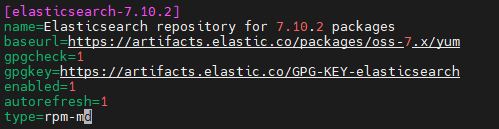 [elasticsearch-7.10.2]
name=Elasticsearch repository for 7.10.2 packages
baseurl=https://artifacts.elastic.co/packages/oss-7.x/yum
gpgcheck=1
gpgkey=https://artifacts.elastic.co/GPG-KEY-elasticsearch
enabled=1
autorefresh=1
type=rpm-md